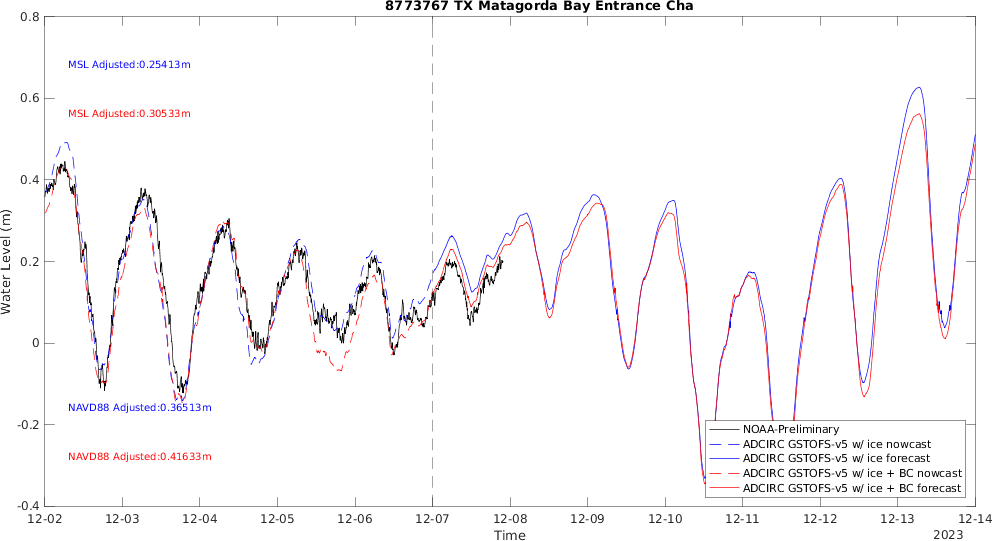 8773767 TX Matagorda Bay Entrance Cha
0.8
0.6
0.4
0.2
0
-0.2
-0.4
Water Level (m)
MSL Adjusted:0.25413m
MSL Adjusted:0.30533m
NAVD88 Adjusted:0.36513m
NAVD88 Adjusted:0.41633m
NOAA-Preliminary
ADCIRC GSTOFS-v5 w/ ice nowcast
ADCIRC GSTOFS-v5 w/ ice forecast
ADCIRC GSTOFS-v5 w/ ice + BC nowcast
ADCIRC GSTOFS-v5 w/ ice + BC forecast
12-02 12-03 12-04 12-05 12-06 12-07 12-08 12-09 12-10 12-11 12-12 12-13 12-14
Time
2023